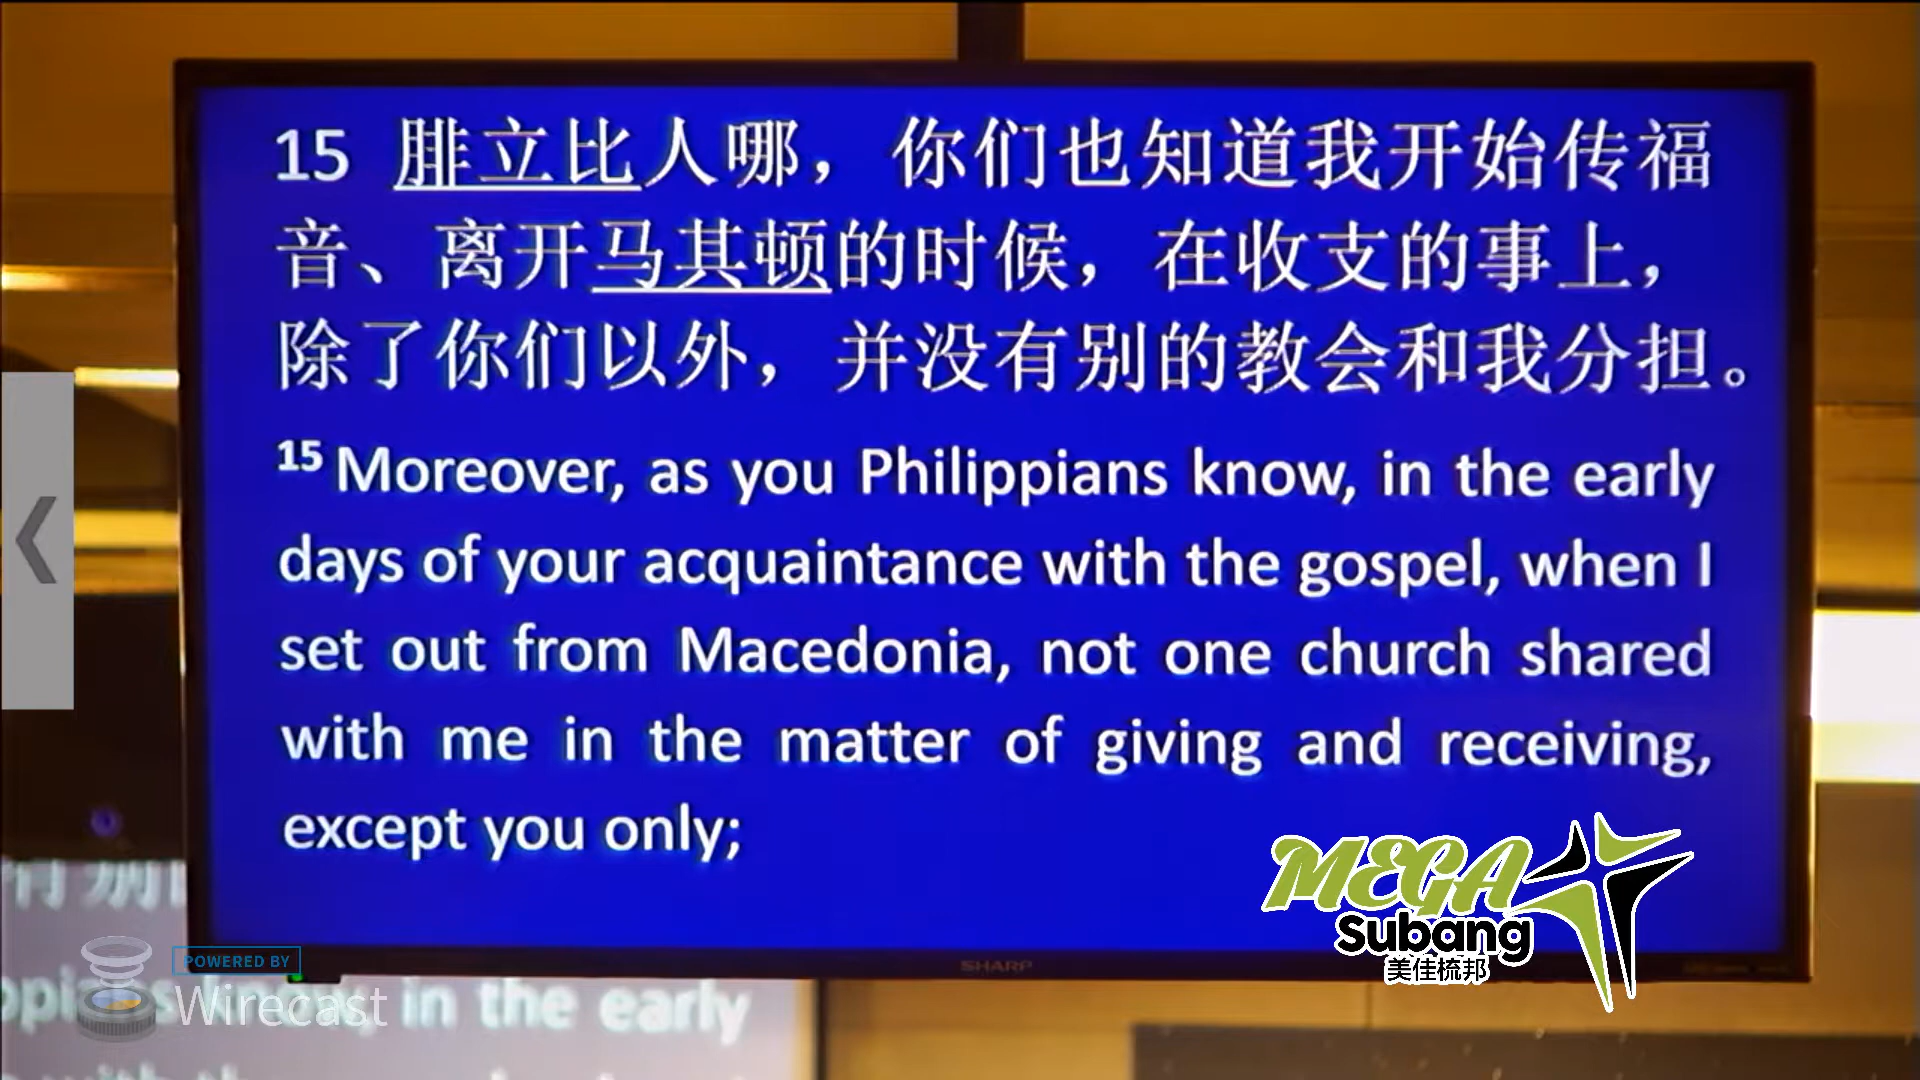 15 腓立比人哪，你们也知道我开始传福
音、离开马其顿的时候，在收支的事上，
除了你们以外，并没有别的教会和我分担。
15 Moreover, as you Philippians know, in the early
days of your acquaintance with the gospel, when I
set out from Macedonia, not one church shared
with me in the matter of giving and receiving,
except you only;
MEGA
Subang
美佳梳邦
SHARP
有别
POWERED BY
Wirecast
in the early